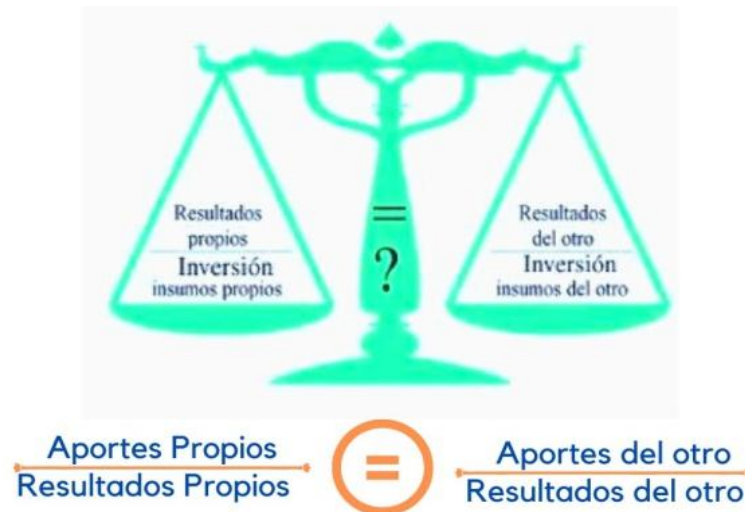 Resultados
propios
Inversión
insumos propios
=
?
Resultados
del otro
Inversión
insumos del otro
Aportes Propios
Resultados Propios
=
Aportes del otro
Resultados del otro